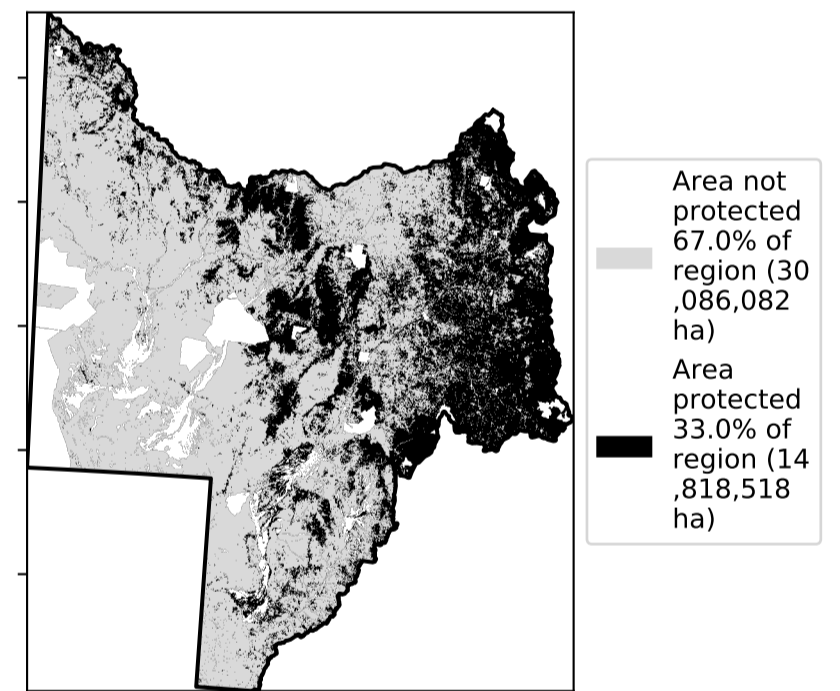 Area not
protected
67.0% of
region (30
,086,082
ha)
Area
protected
33.0% of
region (14
,818,518
ha)